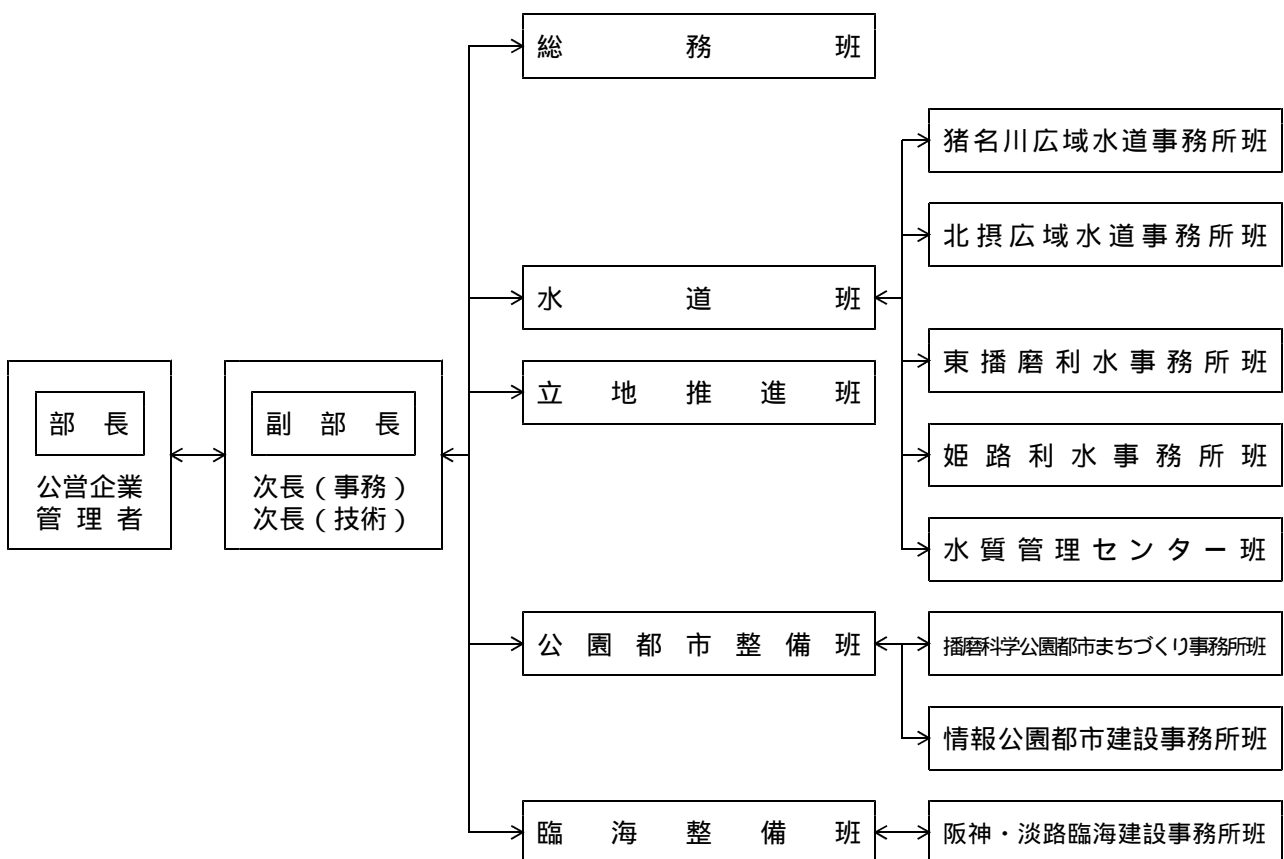 総務班
猪名川広域水道事務所班
北摂広域水道事務所班
水道班
東播磨利水事務所班
立地推進班
部長
公営企業
管理者
副部長
次長(事務)
次長(技術)
姫路利水事務所班
水質管理センター班
公園都市整備班
播磨科学公園都市まちづくり事務所班
情報公園都市建設事務所班
臨海整備班
阪神・淡路臨海建設事務所班